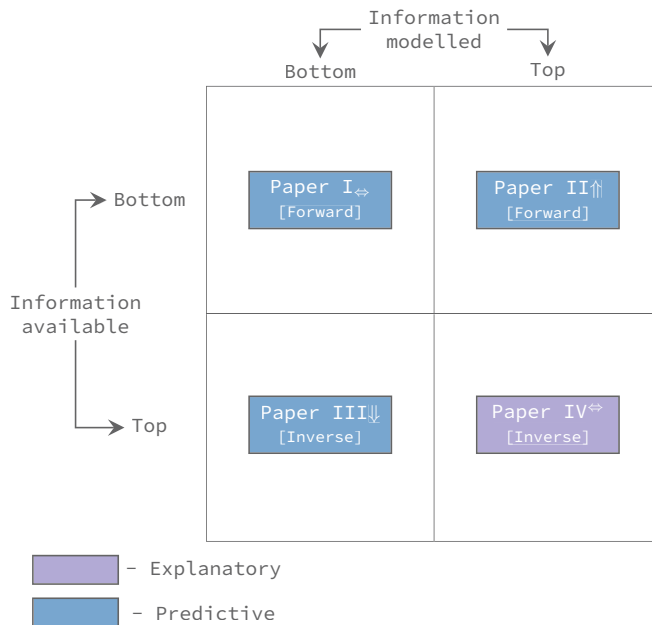 Information
modelled
Bottom Top
Paper I⇔ Paper II⇑
[Forward] [Forward]
Bottom
Information
available
Paper III⇓ Paper IV⇔
[Inverse] [Inverse]
Top
- Explanatory
- Predictive